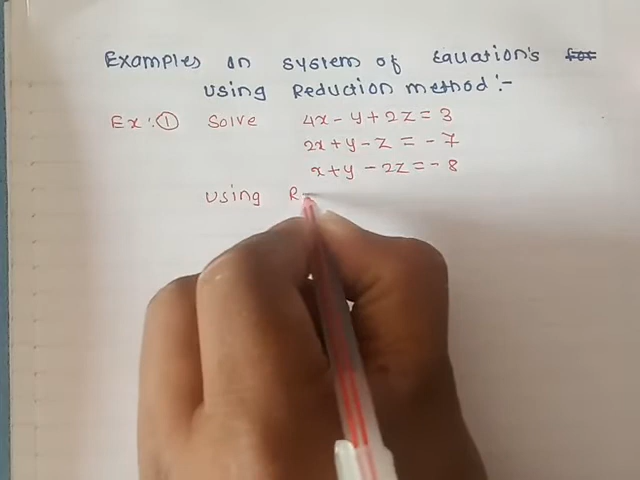 Examples on system of Equation's for
using Reduction method :-
Ex: ① Solve 4x - y + 2z = 3
2x + y - z = - 7
x + y - 2z = - 8
using R